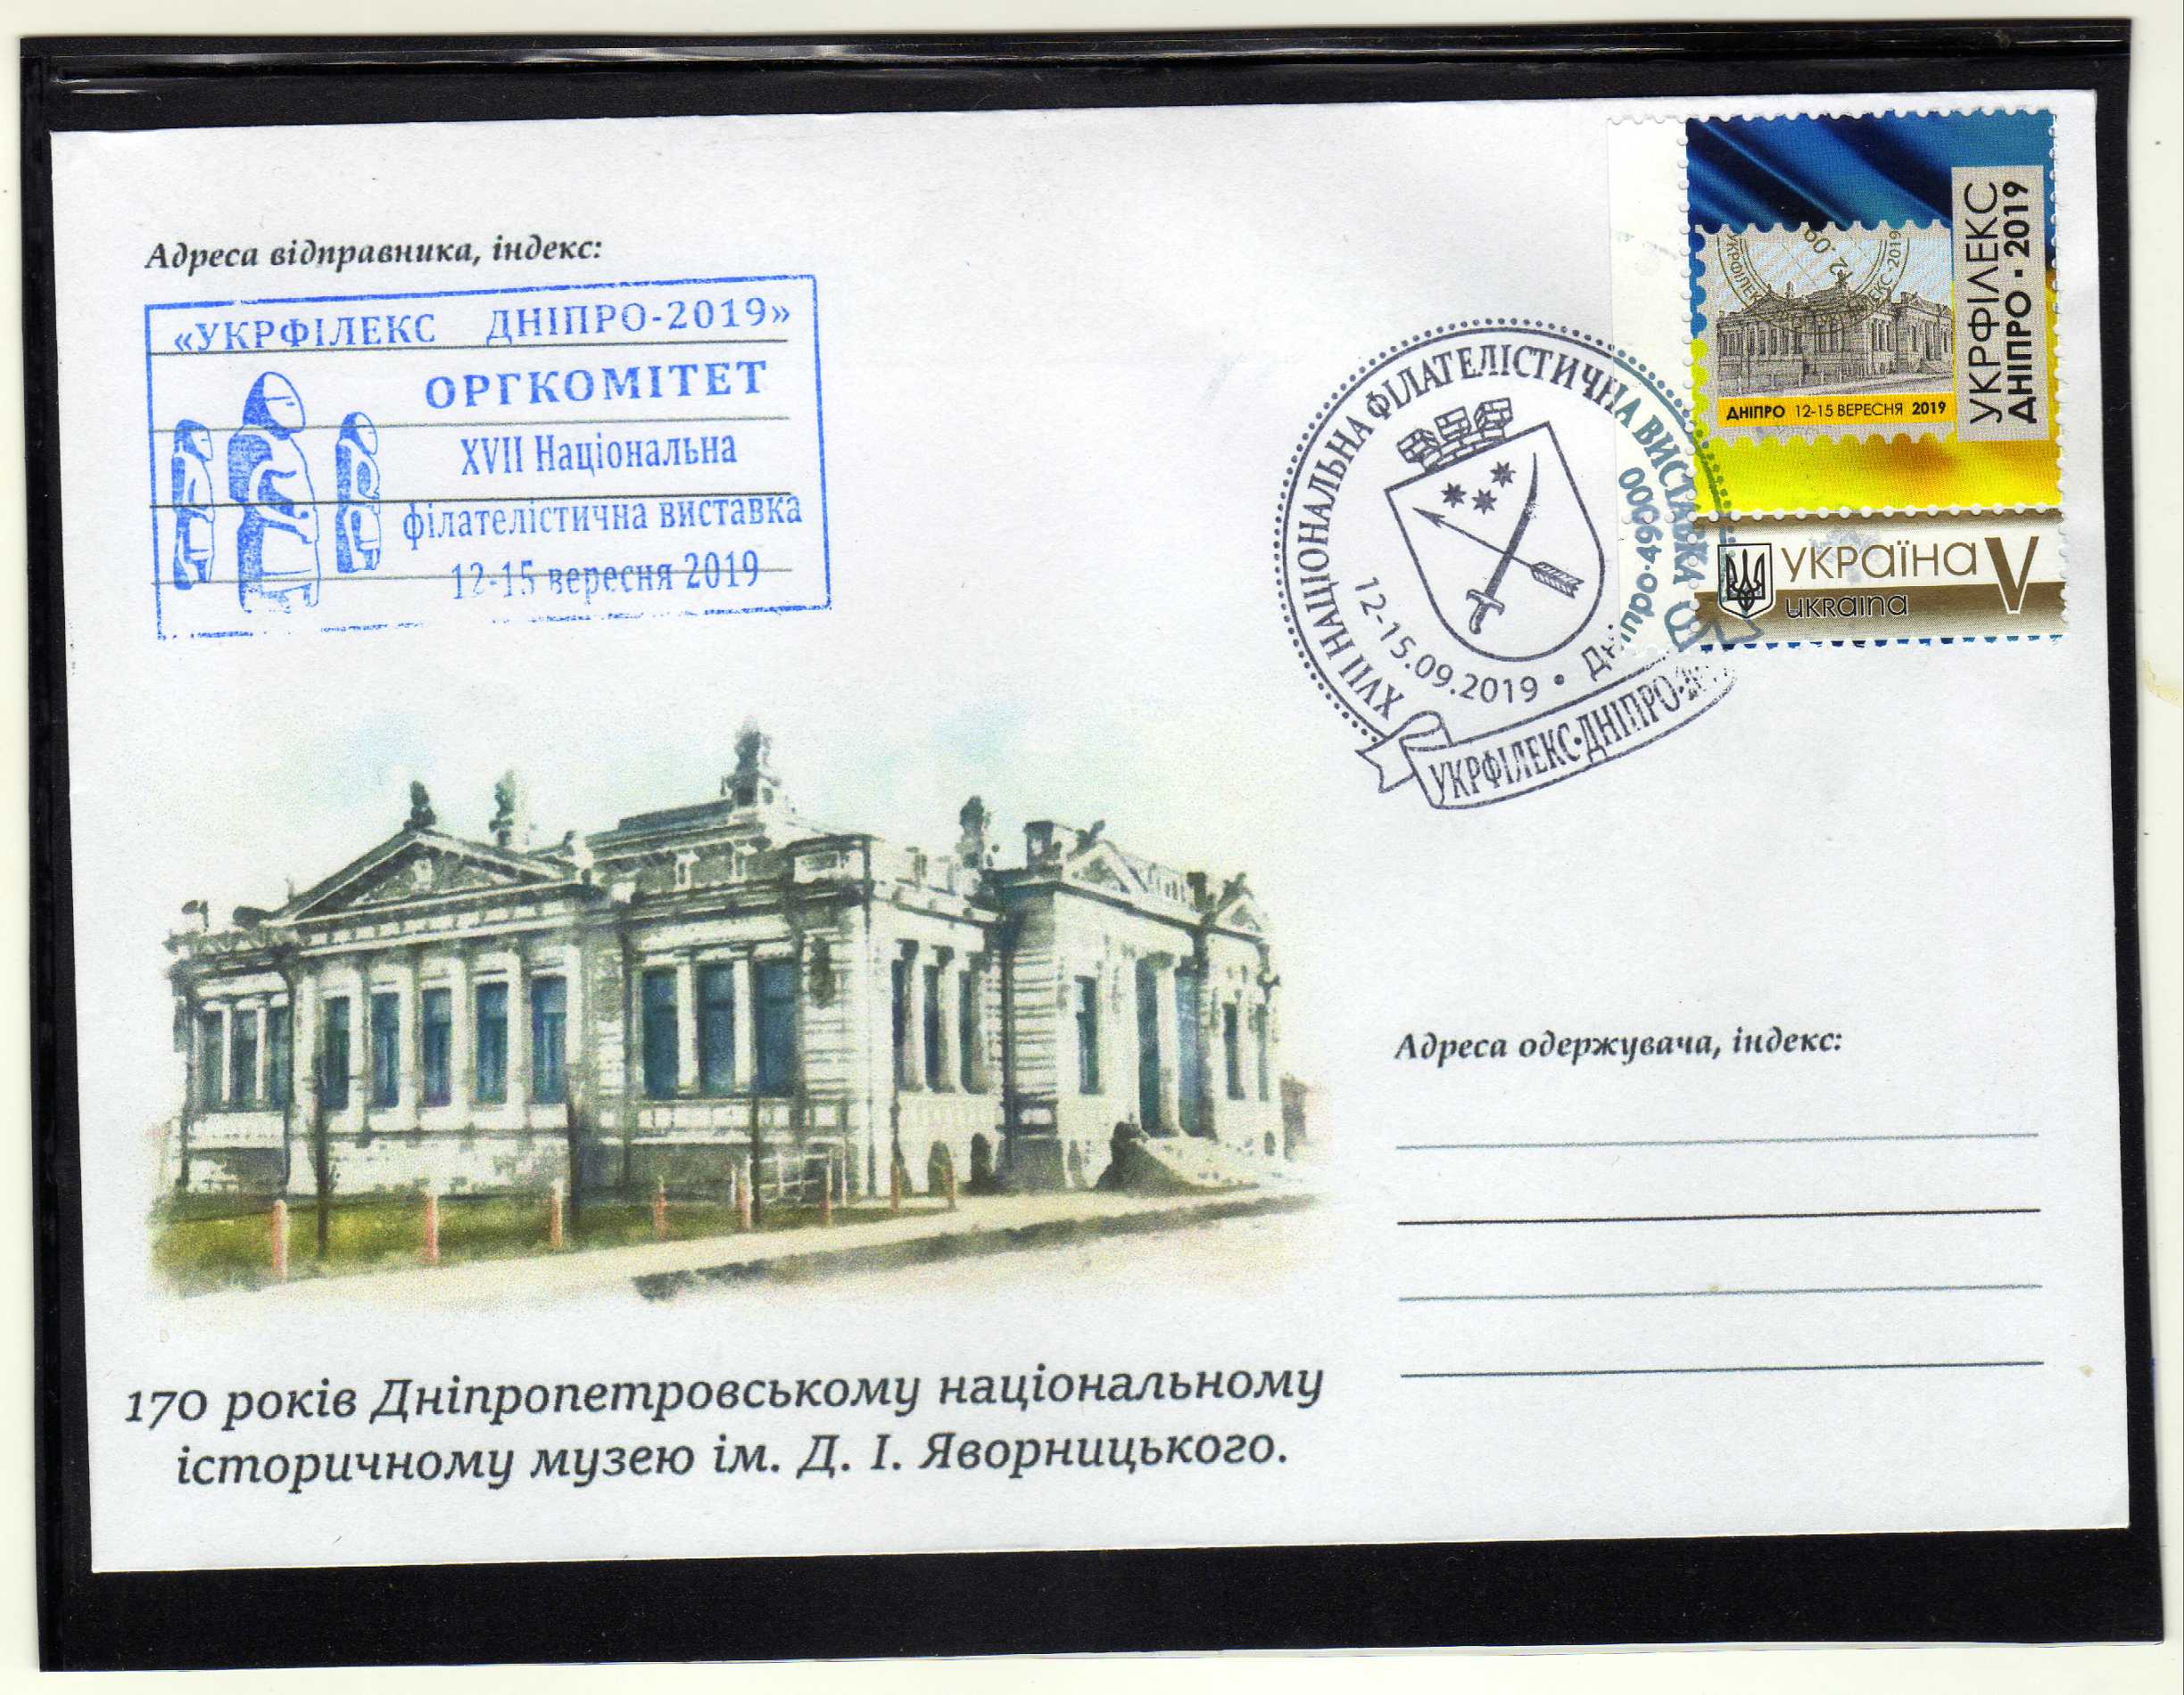 Адреса відправника, індекс:
«УКРФІЛЕКС ДНІПРО-2019»
ОРГКОМІТЕТ
XVII Національна
філателістична виставка
12-15 вересня 2019
XVII НАЦІОНАЛЬНА ФІЛАТЕЛІСТИЧНА ВИСТАВКА
12-15.09.2019 • Дніпро•49000
УКРФІЛЕКС•ДНІПРО•
УКРФІЛЕКС
ДНІПРО • 2019
ДНІПРО 12-15 ВЕРЕСНЯ 2019
УКРАЇНА V
UKRAINA
Адреса одержувача, індекс:
170 років Дніпропетровському національному
історичному музею ім. Д. І. Яворницького.